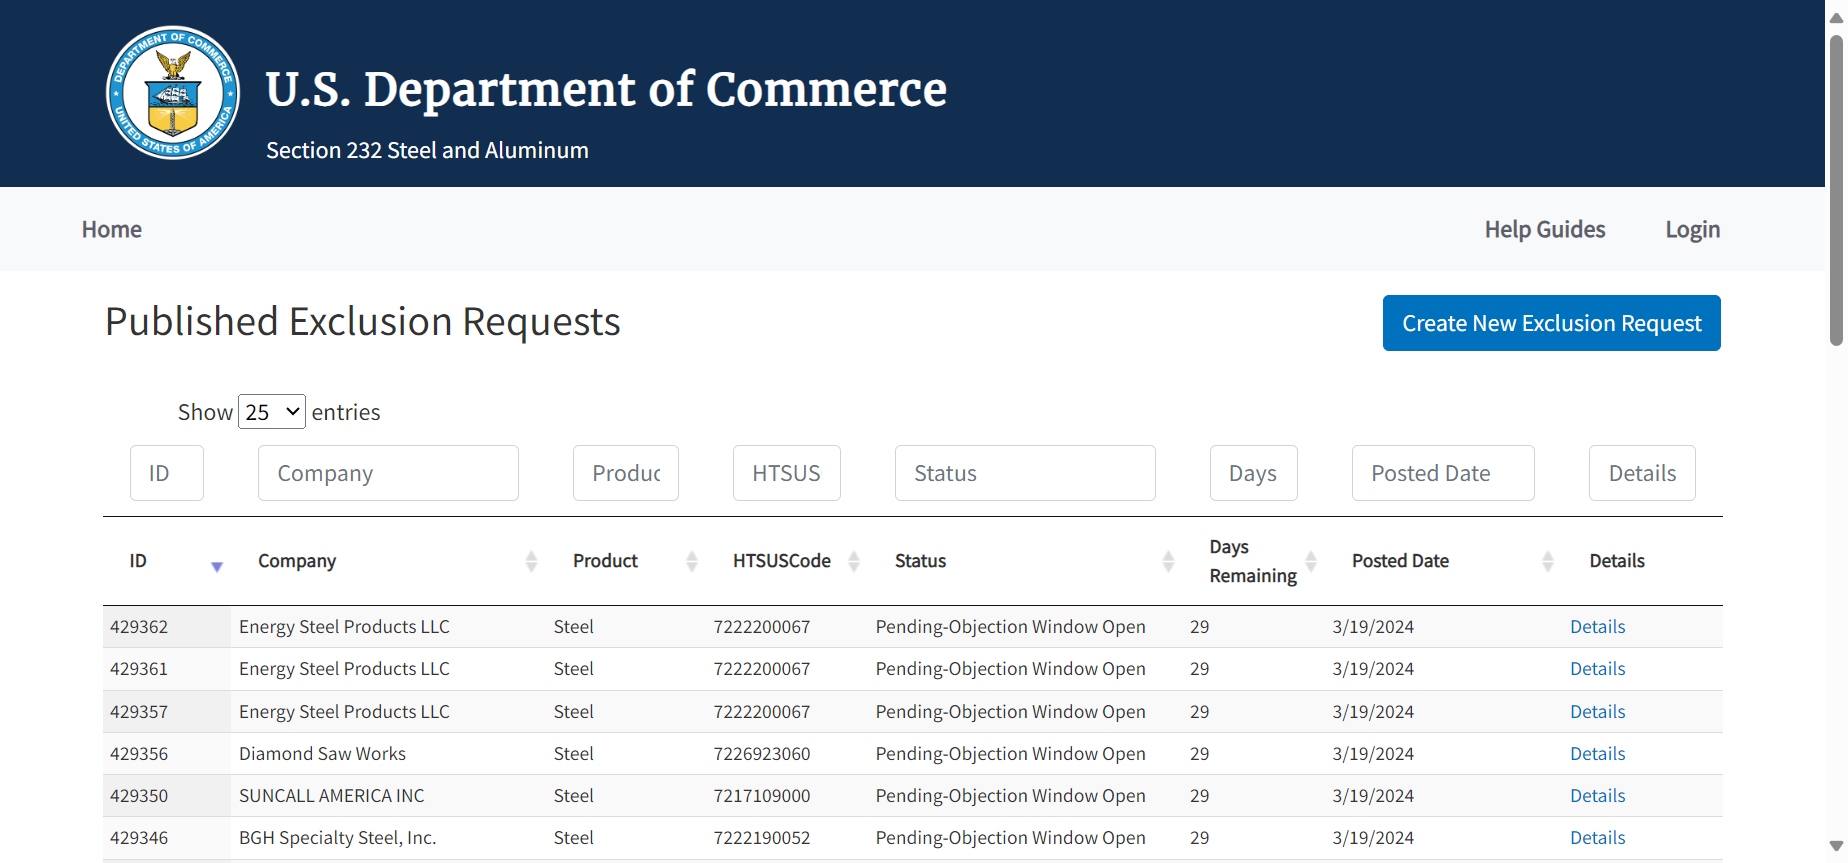 DEPARTMENT OF COMMERCE
UNITED STATES OF AMERICA
U.S. Department of Commerce
Section 232 Steel and Aluminum
Home Help Guides Login
Published Exclusion Requests Create New Exclusion Request
Show 25 entries
ID Company Produc HTSUS Status Days Posted Date Details
ID Company Product HTSUSCode Status Days Remaining Posted Date Details
429362 Energy Steel Products LLC Steel 7222200067 Pending-Objection Window Open 29 3/19/2024 Details
429361 Energy Steel Products LLC Steel 7222200067 Pending-Objection Window Open 29 3/19/2024 Details
429357 Energy Steel Products LLC Steel 7222200067 Pending-Objection Window Open 29 3/19/2024 Details
429356 Diamond Saw Works Steel 7226923060 Pending-Objection Window Open 29 3/19/2024 Details
429350 SUNCALL AMERICA INC Steel 7217109000 Pending-Objection Window Open 29 3/19/2024 Details
429346 BGH Specialty Steel, Inc. Steel 7222190052 Pending-Objection Window Open 29 3/19/2024 Details